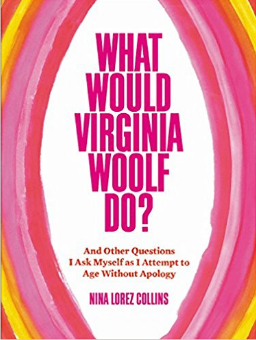 WHAT
WOULD
VIRGINIA
WOOLF
DO?
And Other Questions
I Ask Myself as I Attempt to
Age Without Apology
NINA LOREZ COLLINS